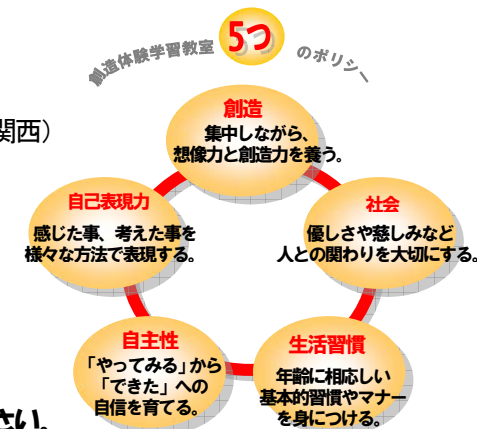 創造体験学習教室
5つ
のポリシー
関西）
創造
集中しながら、
想像力と創造力を養う。
自己表現力
感じた事、考えた事を
様々な方法で表現する。
社会
優しさや慈しみなど
人との関わりを大切にする。
自主性
「やってみる」から
「できた」への
自信を育てる。
生活習慣
年齢に相応しい
基本的習慣やマナー
を身につける。
さい。